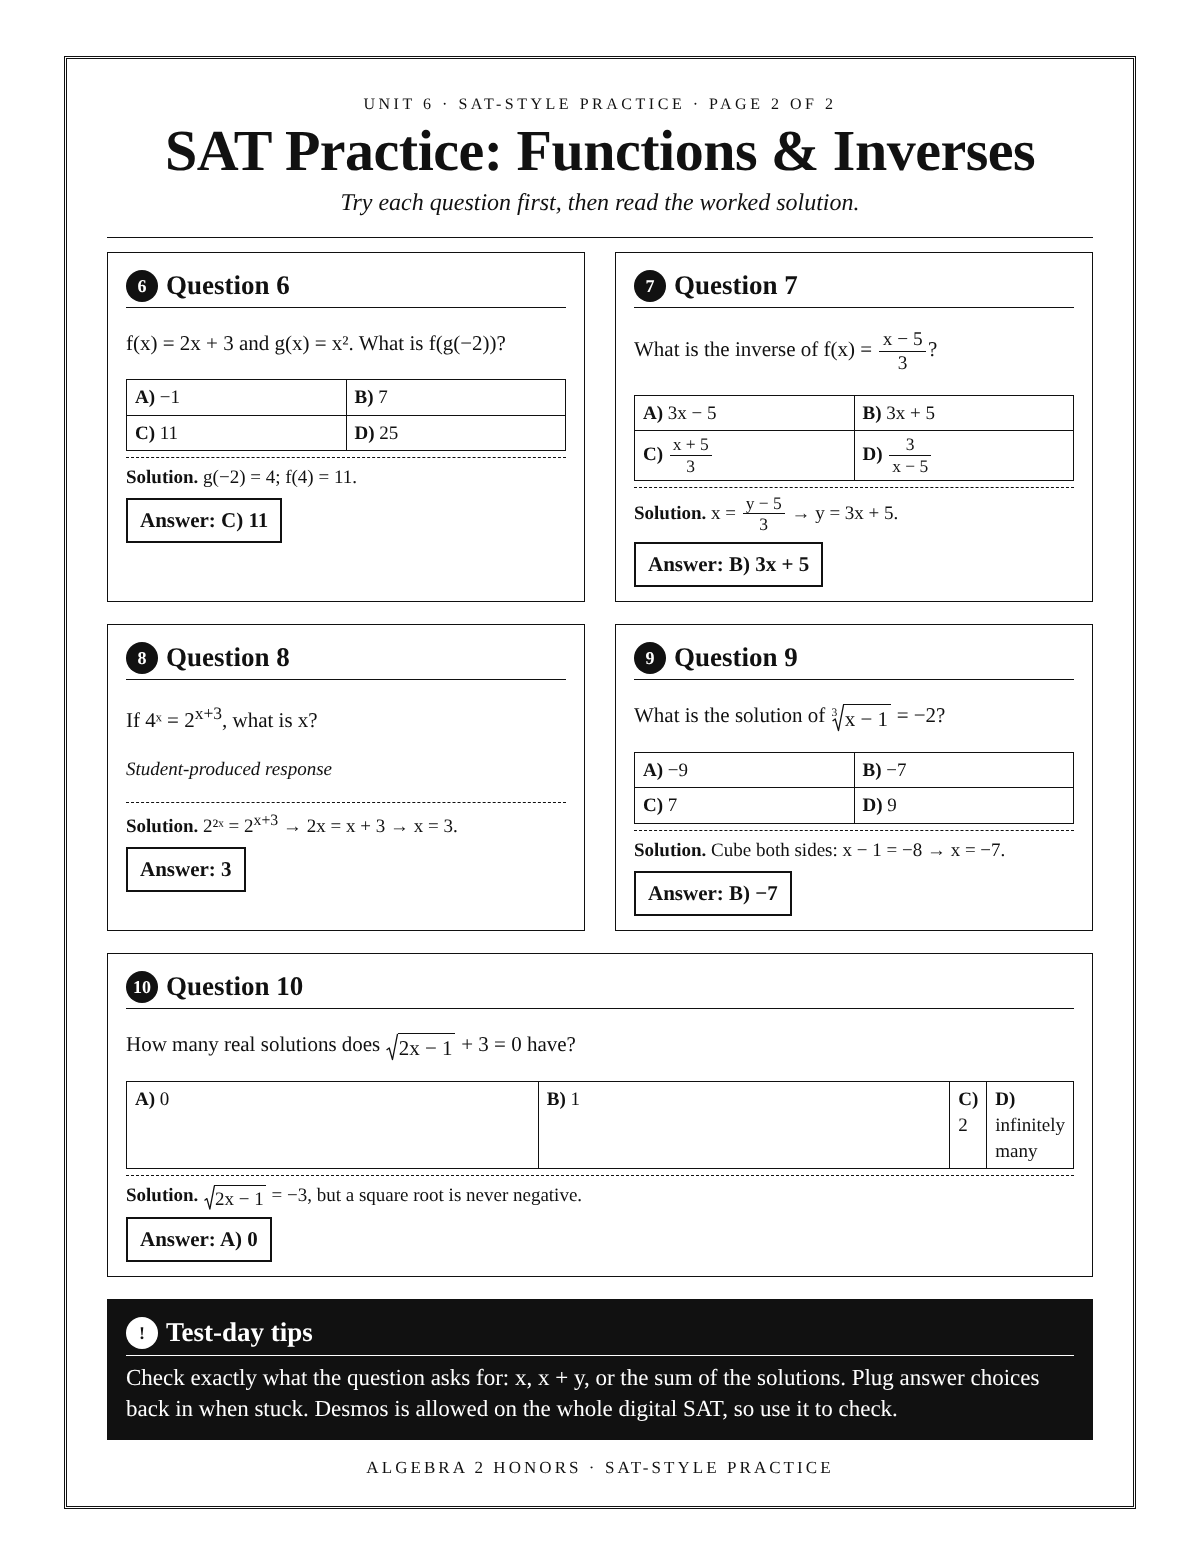 UNIT 6 · SAT-STYLE PRACTICE · PAGE 2 OF 2
SAT Practice: Functions & Inverses
Try each question first, then read the worked solution.
6 Question 6
f(x) = 2x + 3 and g(x) = x². What is f(g(−2))?
A) −1
B) 7
C) 11
D) 25
Solution. g(−2) = 4; f(4) = 11.
Answer: C) 11
7 Question 7
What is the inverse of f(x) = (x − 5)/3?
A) 3x − 5
B) 3x + 5
C) (x + 5)/3
D) 3/(x − 5)
Solution. x = (y − 5)/3 → y = 3x + 5.
Answer: B) 3x + 5
8 Question 8
If 4ˣ = 2ˣ⁺³, what is x?
Student-produced response
Solution. 2²ˣ = 2ˣ⁺³ → 2x = x + 3 → x = 3.
Answer: 3
9 Question 9
What is the solution of ∛(x − 1) = −2?
A) −9
B) −7
C) 7
D) 9
Solution. Cube both sides: x − 1 = −8 → x = −7.
Answer: B) −7
10 Question 10
How many real solutions does √(2x − 1) + 3 = 0 have?
A) 0
B) 1
C) 2
D) infinitely many
Solution. √(2x − 1) = −3, but a square root is never negative.
Answer: A) 0
! Test-day tips
Check exactly what the question asks for: x, x + y, or the sum of the solutions. Plug answer choices
back in when stuck. Desmos is allowed on the whole digital SAT, so use it to check.
ALGEBRA 2 HONORS · SAT-STYLE PRACTICE